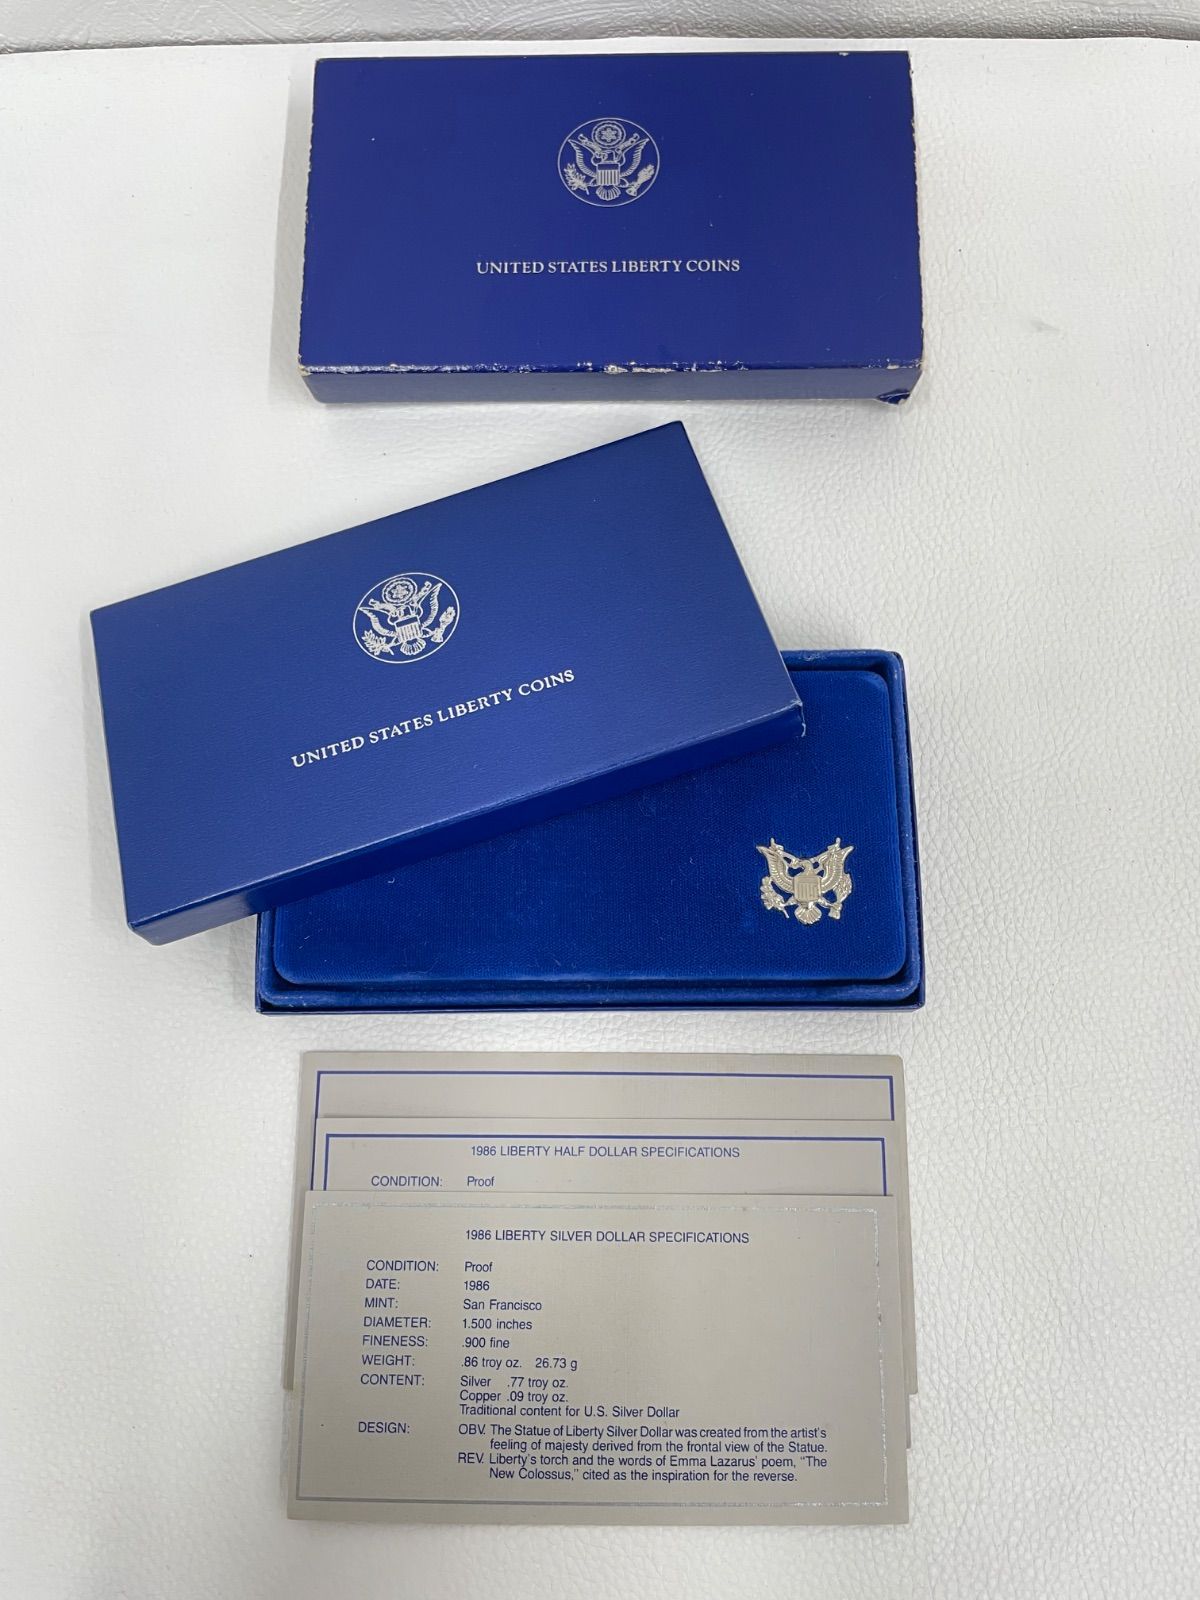 UNITED STATES LIBERTY COINS
UNITED STATES LIBERTY COINS
1986 LIBERTY HALF DOLLAR SPECIFICATIONS
CONDITION: Proof
1986 LIBERTY SILVER DOLLAR SPECIFICATIONS
CONDITION: Proof
DATE: 1986
MINT: San Francisco
DIAMETER: 1.500 inches
FINENESS: .900 fine
WEIGHT: .86 troy oz. 26.73 g
CONTENT: Silver .77 troy oz.
Copper .09 troy oz.
Traditional content for U.S. Silver Dollar
DESIGN: OBV. The Statue of Liberty Silver Dollar was created from the artist's
feeling of majesty derived from the frontal view of the Statue.
REV. Liberty's torch and the words of Emma Lazarus' poem, "The
New Colossus," cited as the inspiration for the reverse.